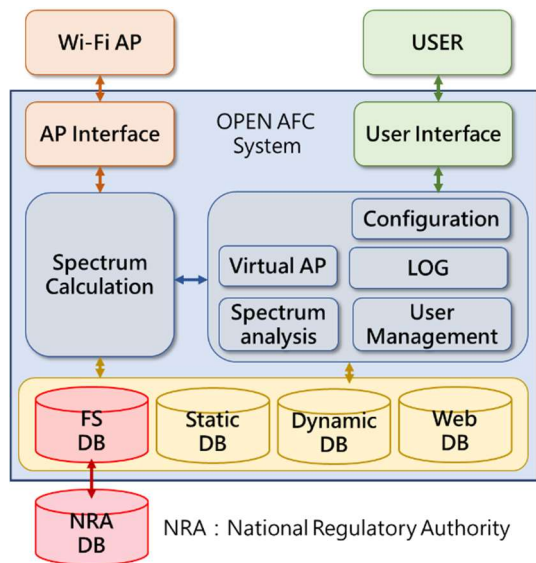 Wi-Fi AP
USER
AP Interface
OPEN AFC
System
User Interface
Spectrum
Calculation
Configuration
Virtual AP
LOG
Spectrum
analysis
User
Management
FS
DB
Static
DB
Dynamic
DB
Web
DB
NRA
DB
NRA : National Regulatory Authority